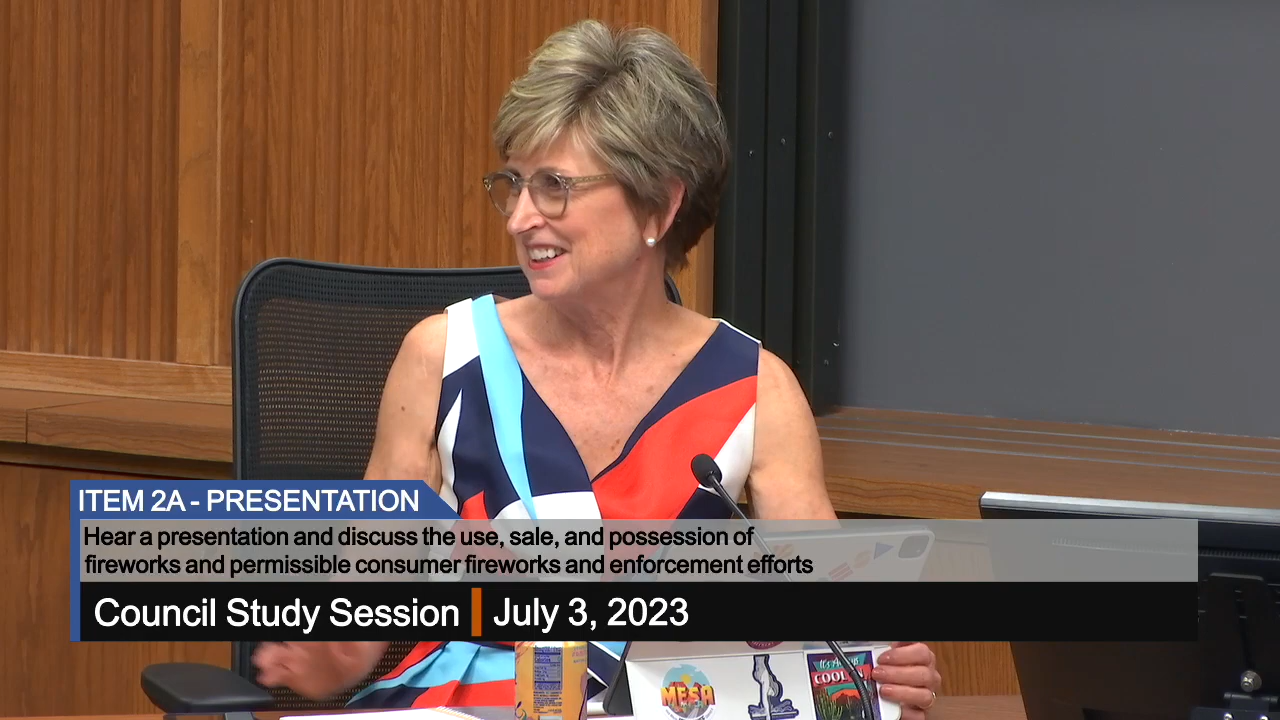 ITEM 2A - PRESENTATION
Hear a presentation and discuss the use, sale, and possession of
fireworks and permissible consumer fireworks and enforcement efforts
Council Study Session
July 3, 2023
MESA
COOL